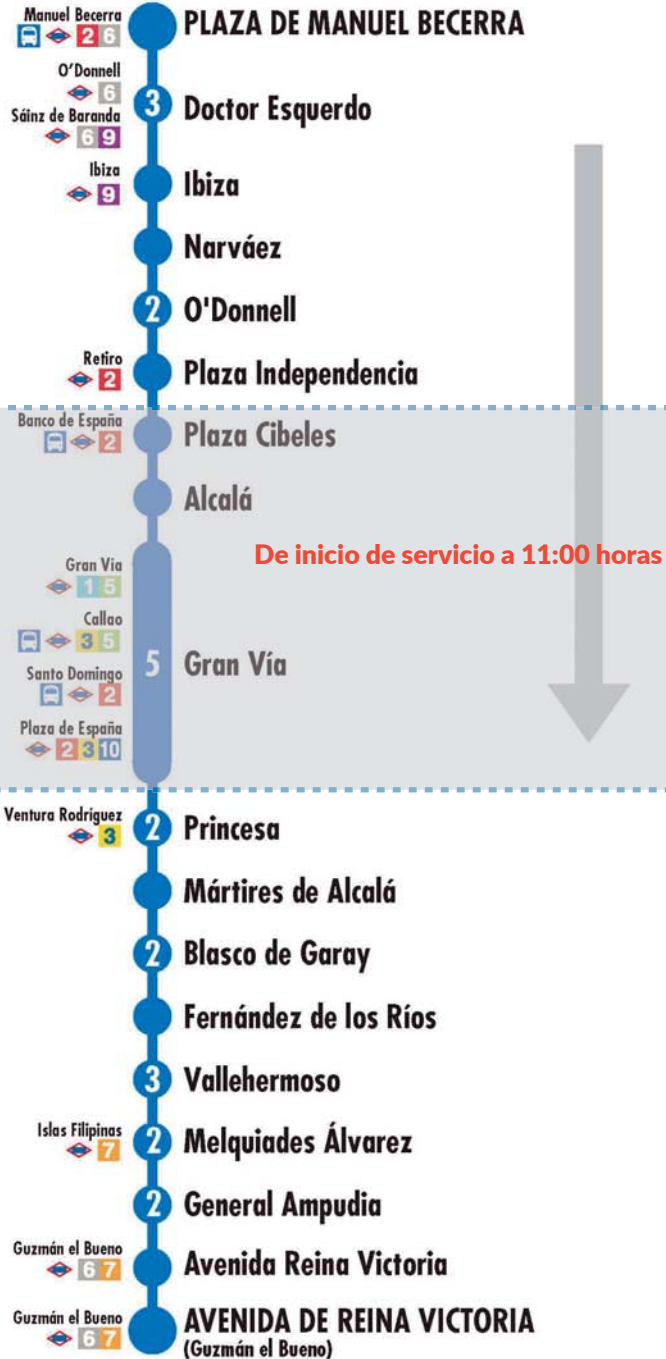 Manuel Becerra
2 6
PLAZA DE MANUEL BECERRA
O'Donnell
6
Sáinz de Baranda
6 9
3
Doctor Esquerdo
Ibiza
9
Ibiza
Narváez
2
O'Donnell
Retiro
2
Plaza Independencia
Banco de España
2
Plaza Cibeles
Alcalá
De inicio de servicio a 11:00 horas
Gran Vía
1 5
Callao
3 5
Santo Domingo
2
Plaza de España
2 3 10
5
Gran Vía
Ventura Rodríguez
3
2
Princesa
Mártires de Alcalá
2
Blasco de Garay
Fernández de los Ríos
3
Vallehermoso
Islas Filipinas
7
2
Melquiades Álvarez
2
General Ampudia
Guzmán el Bueno
6 7
Avenida Reina Victoria
Guzmán el Bueno
6 7
AVENIDA DE REINA VICTORIA
(Guzmán el Bueno)